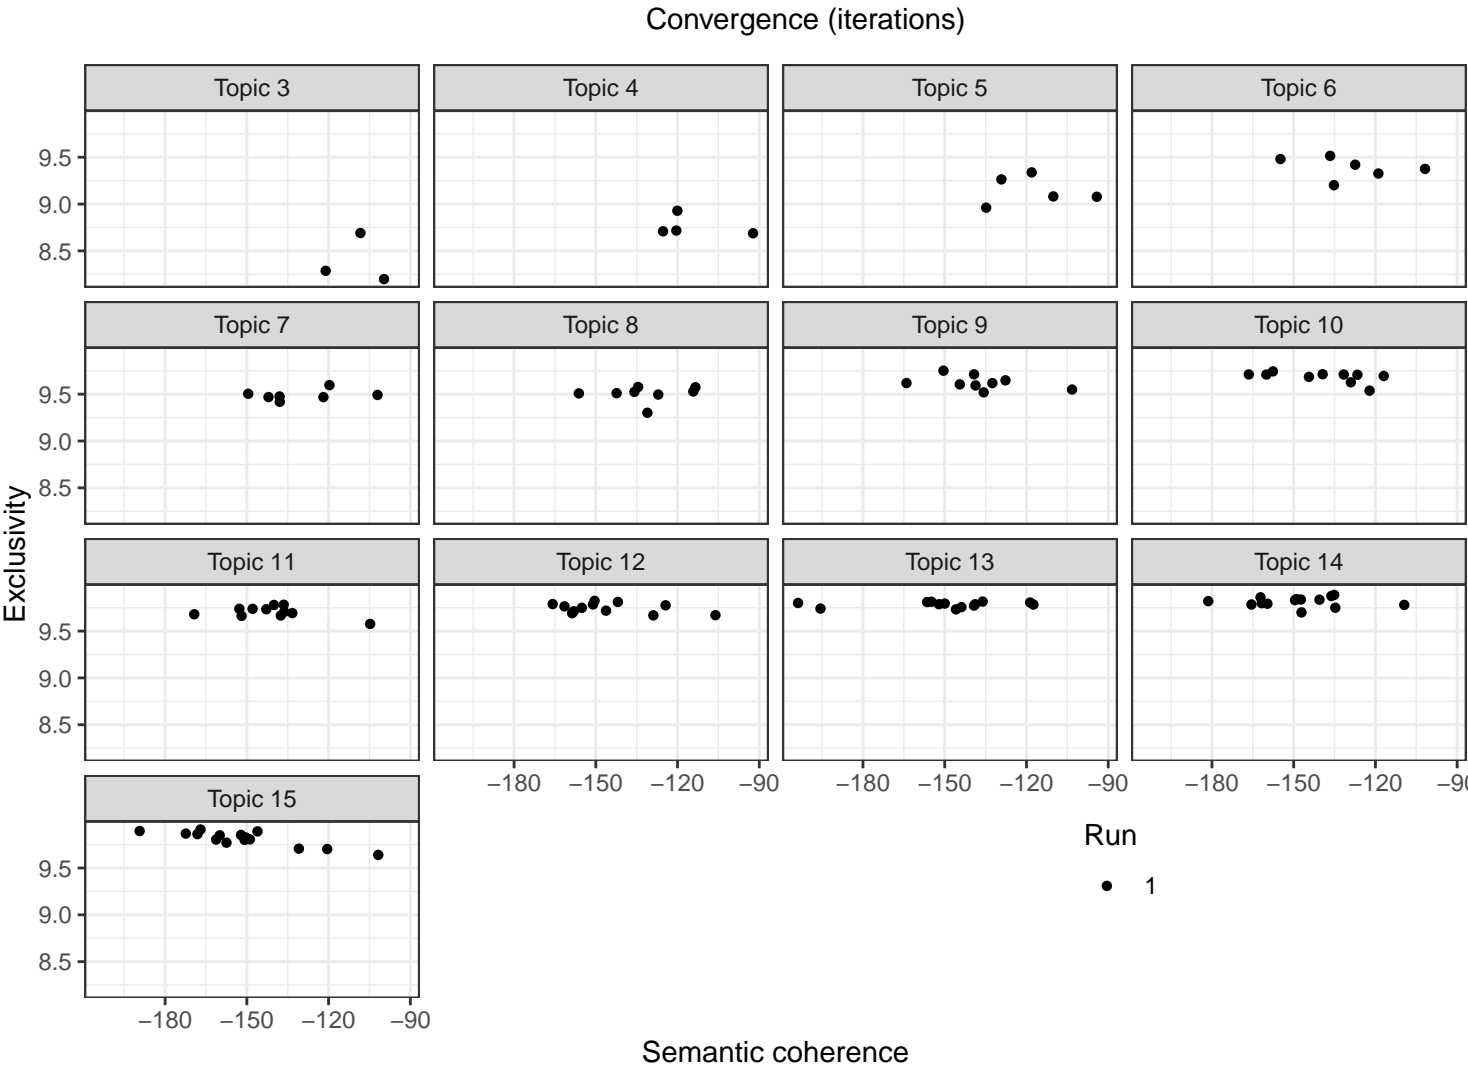 Convergence (iterations)
Topic 3 Topic 4 Topic 5 Topic 6
9.5
9.0
8.5
Topic 7 Topic 8 Topic 9 Topic 10
9.5
9.0
8.5
Topic 11 Topic 12 Topic 13 Topic 14
9.5
9.0
8.5
−180 −150 −120 −90 −180 −150 −120 −90 −180 −150 −120 −90
Topic 15
9.5
9.0
8.5
−180 −150 −120 −90
Exclusivity
Run
1
Semantic coherence